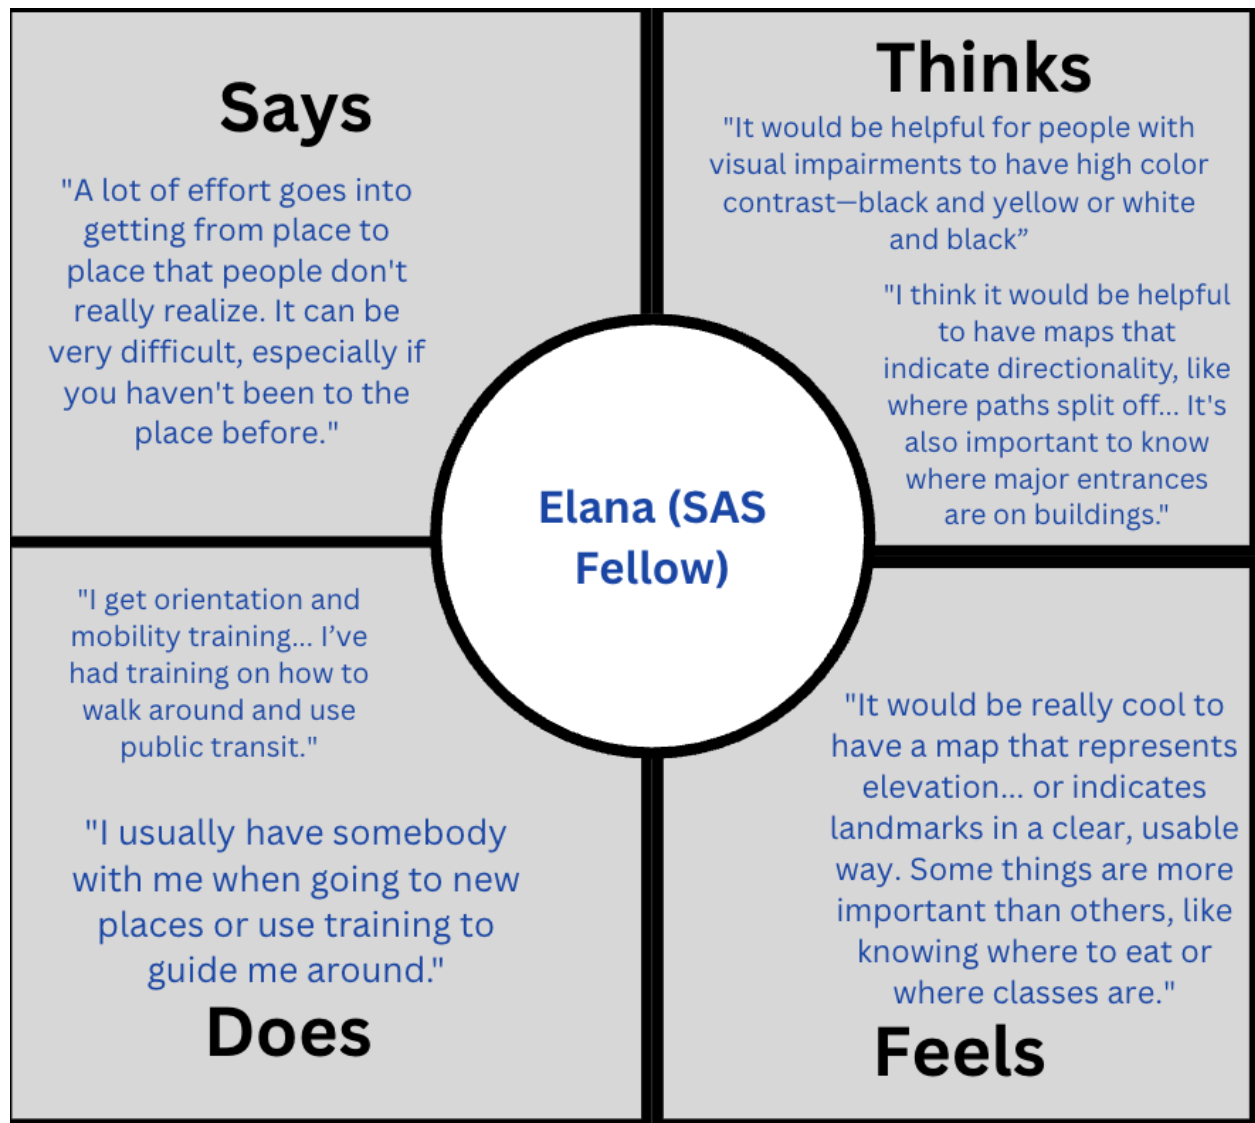 Says
"A lot of effort goes into
getting from place to
place that people don't
really realize. It can be
very difficult, especially if
you haven't been to the
place before."
Thinks
"It would be helpful for people with
visual impairments to have high color
contrast—black and yellow or white
and black”
"I think it would be helpful
to have maps that
indicate directionality, like
where paths split off... It's
also important to know
where major entrances
are on buildings."
Elana (SAS
Fellow)
"I get orientation and
mobility training... I’ve
had training on how to
walk around and use
public transit."
"I usually have somebody
with me when going to new
places or use training to
guide me around."
Does
"It would be really cool to
have a map that represents
elevation... or indicates
landmarks in a clear, usable
way. Some things are more
important than others, like
knowing where to eat or
where classes are."
Feels